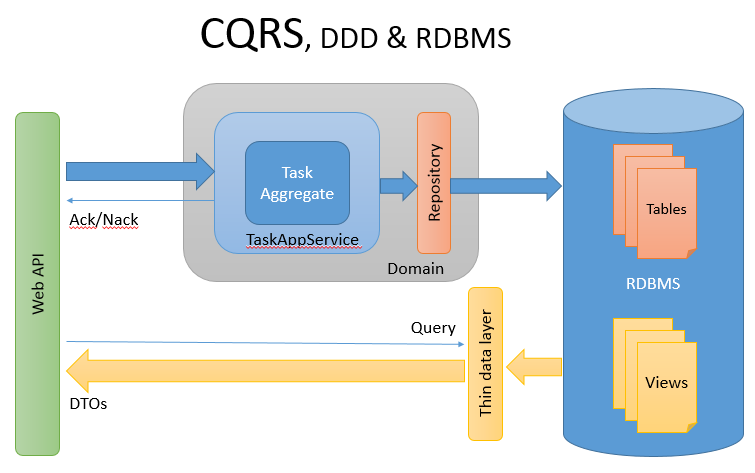 CQRS, DDD & RDBMS
Task
Aggregate
TaskAppService
Repository
Domain
Ack/Nack
Web API
Tables
RDBMS
Query
Thin data layer
Views
DTOs